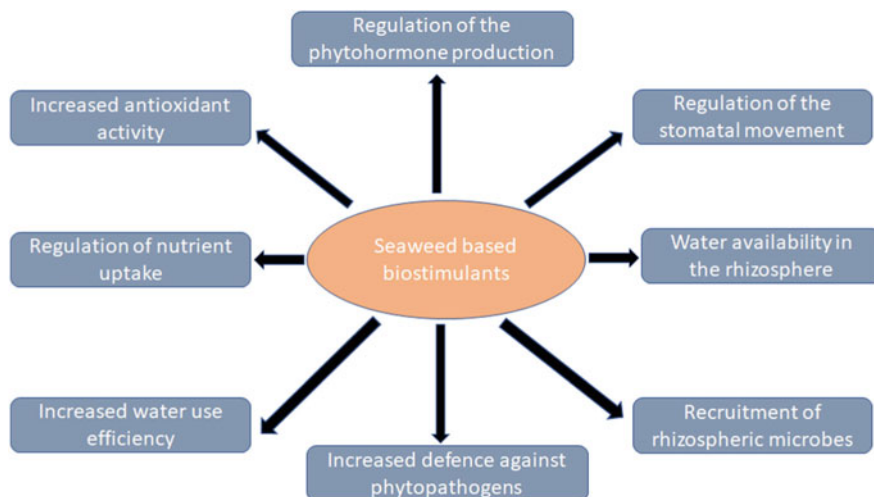 Regulation of the
phytohormone production
Increased antioxidant
activity
Regulation of the
stomatal movement
Regulation of nutrient
uptake
Seaweed based
biostimulants
Water availability in
the rhizosphere
Increased water use
efficiency
Recruitment of
rhizospheric microbes
Increased defence against
phytopathogens